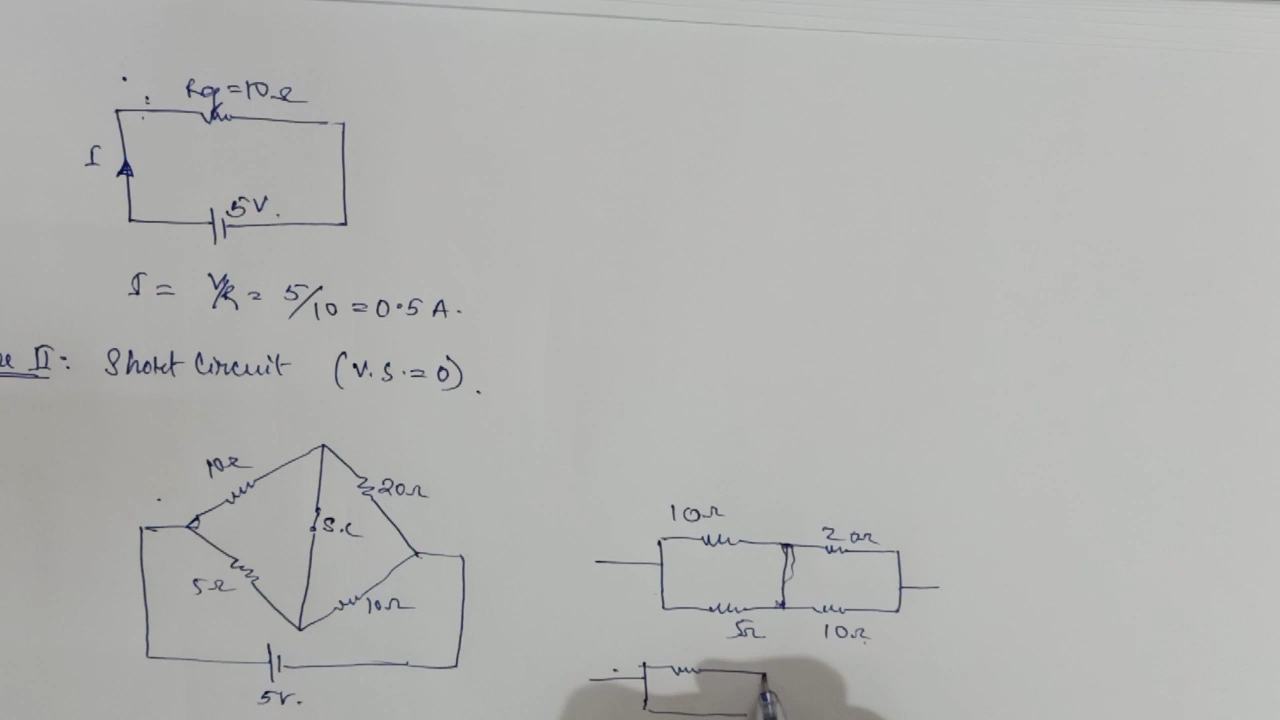 Req = 10Ω
I
5V.
I = V/R = 5/10 = 0.5 A.
se II: Short Circuit (V.S. = 0).
10Ω
20Ω
S.C
5Ω
10Ω
5V.
10Ω 20Ω
5Ω 10Ω